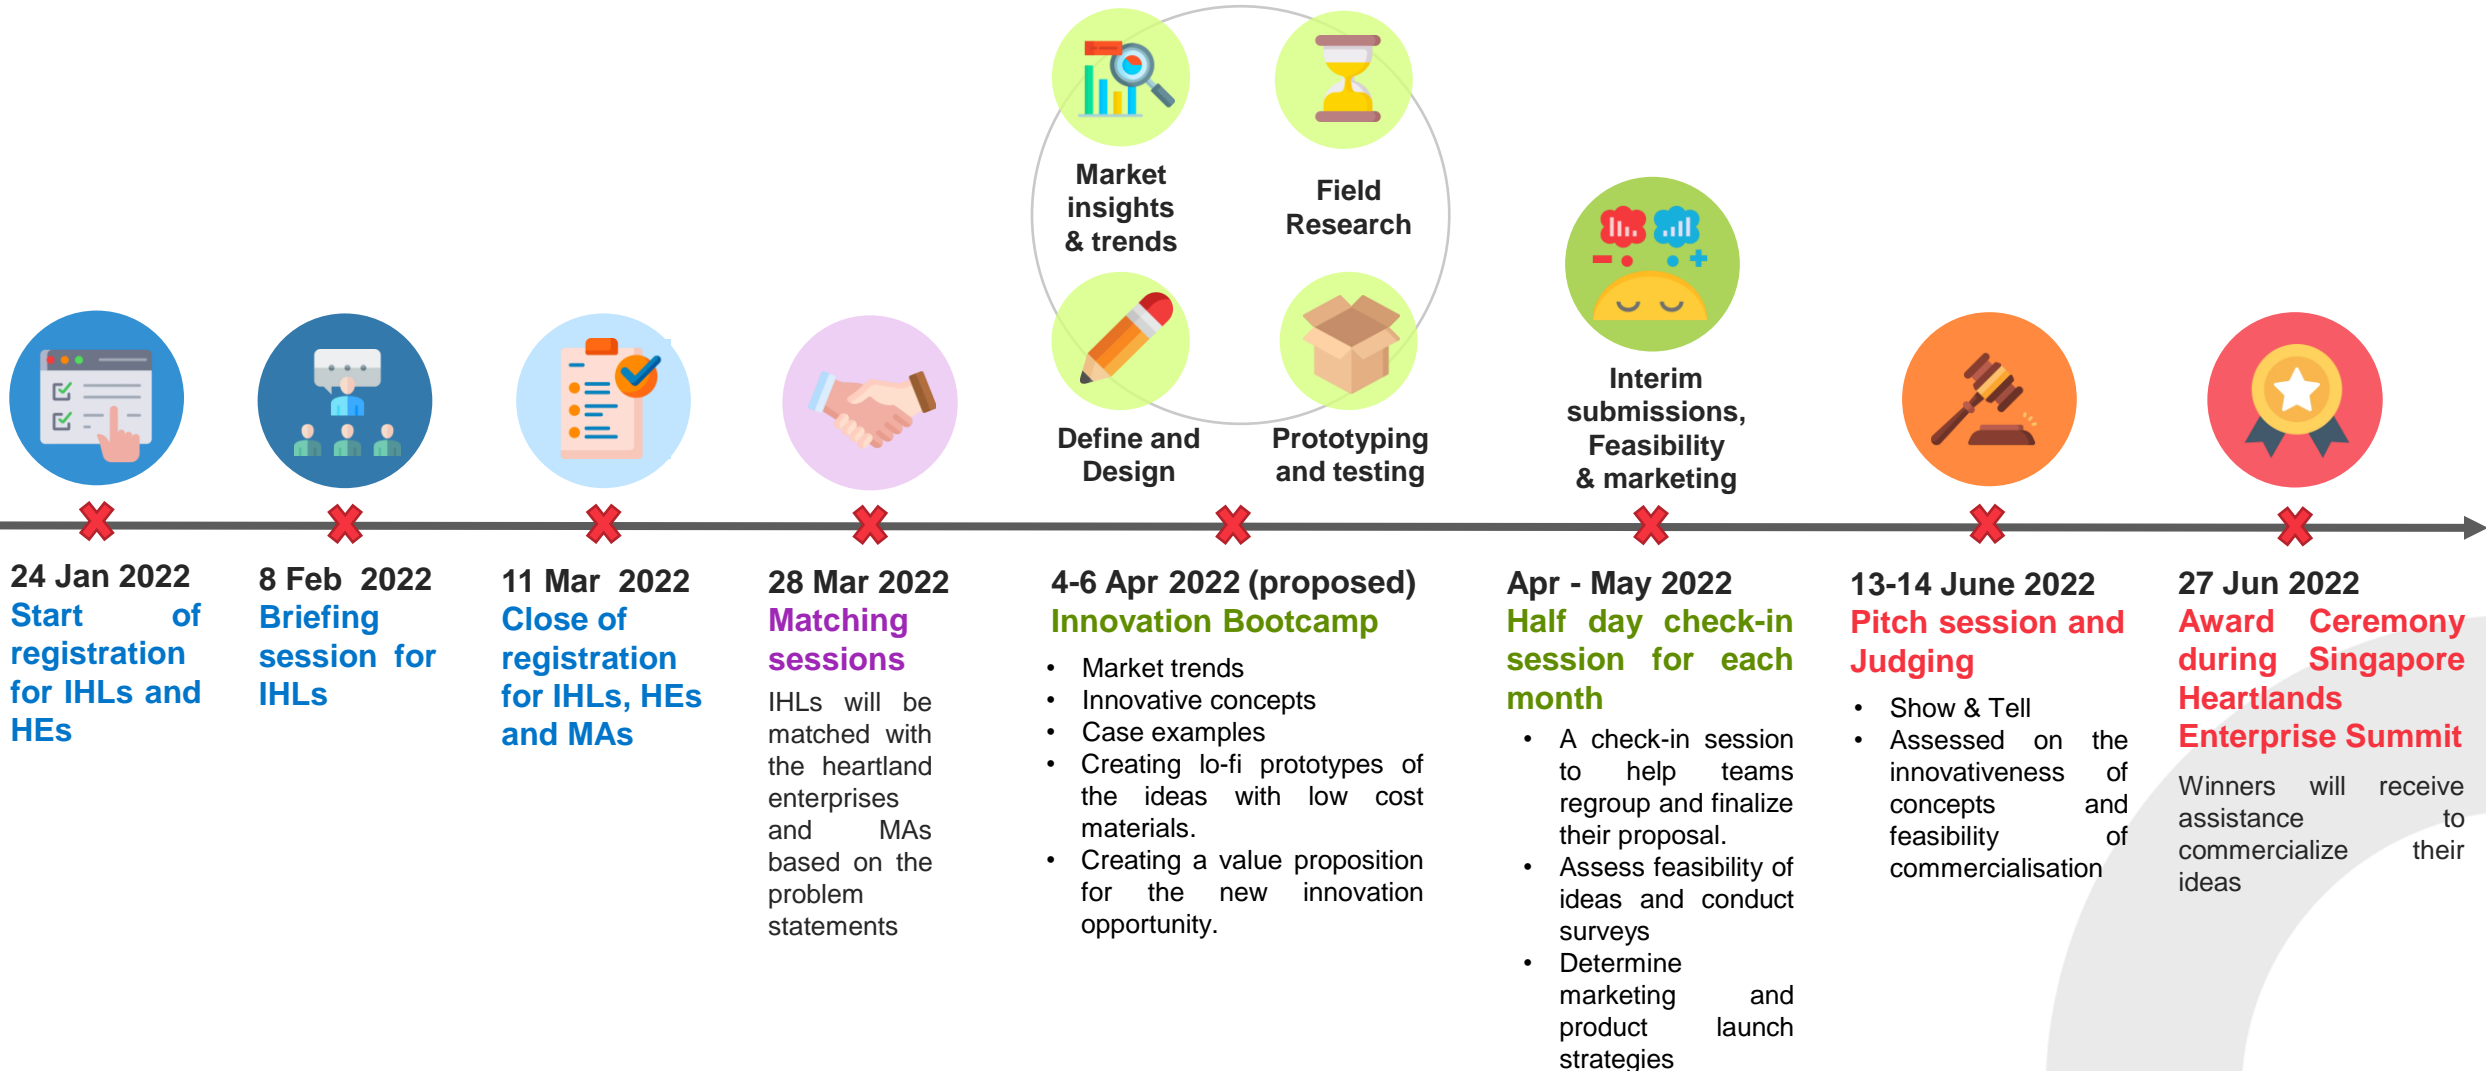 Market
insights
& trends
Field
Research
Define and
Design
Prototyping
and testing
Interim
submissions,
Feasibility
& marketing
24 Jan 2022
Start of
registration
for IHLs and
HEs
8 Feb 2022
Briefing
session for
IHLs
11 Mar 2022
Close of
registration
for IHLs, HEs
and MAs
28 Mar 2022
Matching
sessions
IHLs will be
matched with
the heartland
enterprises
and MAs
based on the
problem
statements
4-6 Apr 2022 (proposed)
Innovation Bootcamp
• Market trends
• Innovative concepts
• Case examples
• Creating lo-fi prototypes of
the ideas with low cost
materials.
• Creating a value proposition
for the new innovation
opportunity.
Apr - May 2022
Half day check-in
session for each
month
• A check-in session
to help teams
regroup and finalize
their proposal.
• Assess feasibility of
ideas and conduct
surveys
• Determine
marketing and
product launch
strategies
13-14 June 2022
Pitch session and
Judging
• Show & Tell
• Assessed on the
innovativeness of
concepts and
feasibility of
commercialisation
27 Jun 2022
Award Ceremony
during Singapore
Heartlands
Enterprise Summit
Winners will receive
assistance to
commercialize their
ideas